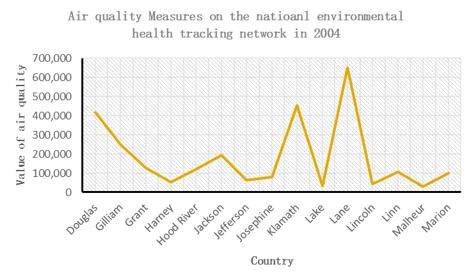 Air quality Measures on the natioanl environmental
health tracking network in 2004
Value of air quality
700,000
600,000
500,000
400,000
300,000
200,000
100,000
0
Douglas
Gilliam
Grant
Harney
Hood River
Jackson
Jefferson
Josephine
Klamath
Lake
Lane
Lincoln
Linn
Malheur
Marion
Country